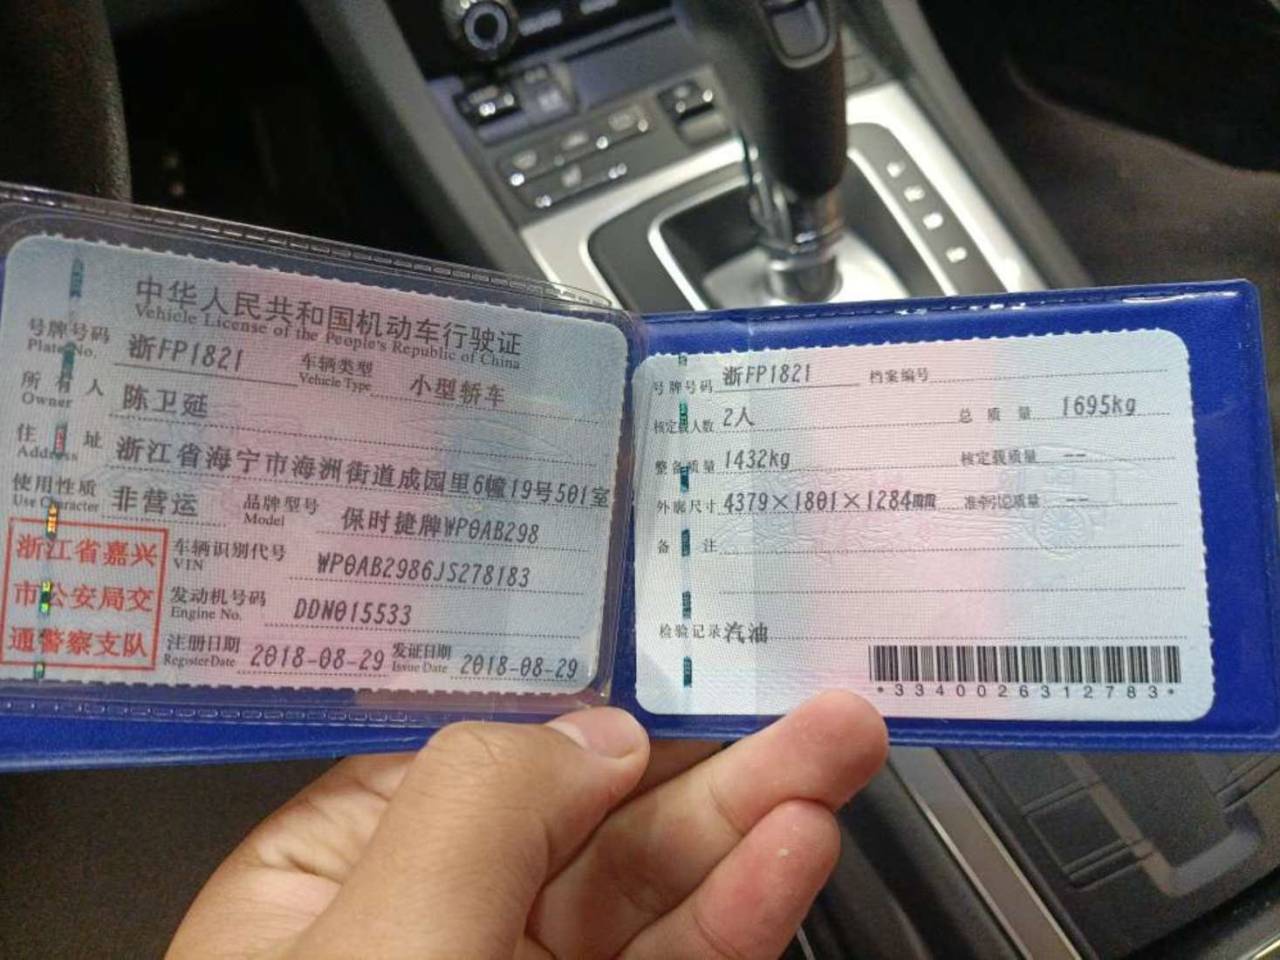 中华人民共和国机动车行驶证
Vehicle License of the People's Republic of China
号牌号码 浙FP1821 车辆类型 小型轿车
Plate No. Vehicle Type
所有人 陈卫延
Owner
住址 浙江省海宁市海洲街道成园里6幢19号501室
Address
使用性质 非营运 品牌型号 保时捷牌WP0AB298
Use Character Model
浙江省嘉兴
市公安局交
通警察支队
车辆识别代号 WP0AB2986JS278183
VIN
发动机号码 DDN015533
Engine No.
注册日期 2018-08-29 发证日期 2018-08-29
Register Date Issue Date
号牌号码 浙FP1821 档案编号
核定载人数 2人 总质量 1695kg
整备质量 1432kg 核定载质量 --
外廓尺寸 4379×1801×1284mm 准牵引总质量 --
备注
检验记录 汽油
*3340026312783*